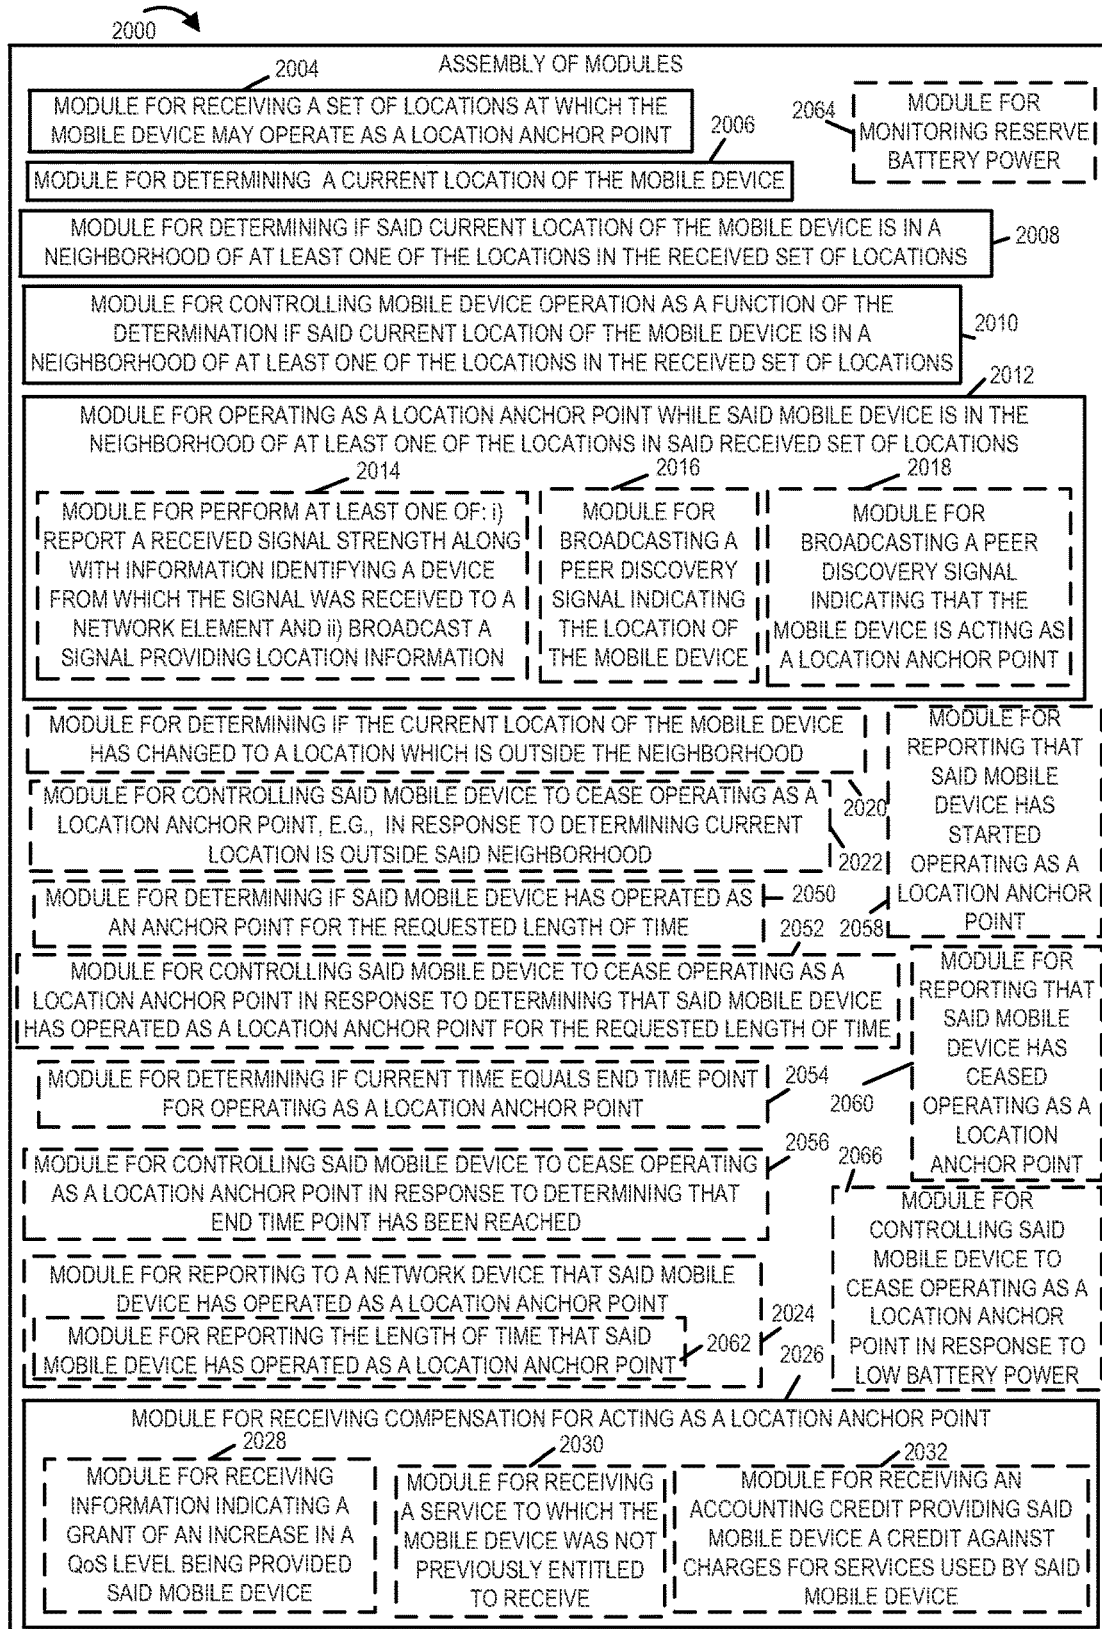 2000
ASSEMBLY OF MODULES
2004
MODULE FOR RECEIVING A SET OF LOCATIONS AT WHICH THE
MOBILE DEVICE MAY OPERATE AS A LOCATION ANCHOR POINT
2064
MODULE FOR
MONITORING RESERVE
BATTERY POWER
2006
MODULE FOR DETERMINING A CURRENT LOCATION OF THE MOBILE DEVICE
MODULE FOR DETERMINING IF SAID CURRENT LOCATION OF THE MOBILE DEVICE IS IN A
NEIGHBORHOOD OF AT LEAST ONE OF THE LOCATIONS IN THE RECEIVED SET OF LOCATIONS
2008
MODULE FOR CONTROLLING MOBILE DEVICE OPERATION AS A FUNCTION OF THE
DETERMINATION IF SAID CURRENT LOCATION OF THE MOBILE DEVICE IS IN A
NEIGHBORHOOD OF AT LEAST ONE OF THE LOCATIONS IN THE RECEIVED SET OF LOCATIONS
2010
2012
MODULE FOR OPERATING AS A LOCATION ANCHOR POINT WHILE SAID MOBILE DEVICE IS IN THE
NEIGHBORHOOD OF AT LEAST ONE OF THE LOCATIONS IN SAID RECEIVED SET OF LOCATIONS
2014
MODULE FOR PERFORM AT LEAST ONE OF: i)
REPORT A RECEIVED SIGNAL STRENGTH ALONG
WITH INFORMATION IDENTIFYING A DEVICE
FROM WHICH THE SIGNAL WAS RECEIVED TO A
NETWORK ELEMENT AND ii) BROADCAST A
SIGNAL PROVIDING LOCATION INFORMATION
2016
MODULE FOR
BROADCASTING A
PEER DISCOVERY
SIGNAL INDICATING
THE LOCATION OF
THE MOBILE DEVICE
2018
MODULE FOR
BROADCASTING A PEER
DISCOVERY SIGNAL
INDICATING THAT THE
MOBILE DEVICE IS ACTING AS
A LOCATION ANCHOR POINT
MODULE FOR DETERMINING IF THE CURRENT LOCATION OF THE MOBILE DEVICE
HAS CHANGED TO A LOCATION WHICH IS OUTSIDE THE NEIGHBORHOOD
2020
MODULE FOR CONTROLLING SAID MOBILE DEVICE TO CEASE OPERATING AS A
LOCATION ANCHOR POINT, E.G., IN RESPONSE TO DETERMINING CURRENT
LOCATION IS OUTSIDE SAID NEIGHBORHOOD
2022
MODULE FOR
REPORTING THAT
SAID MOBILE
DEVICE HAS
STARTED
OPERATING AS A
LOCATION ANCHOR
POINT
2058
MODULE FOR DETERMINING IF SAID MOBILE DEVICE HAS OPERATED AS
AN ANCHOR POINT FOR THE REQUESTED LENGTH OF TIME
2050
2052
MODULE FOR CONTROLLING SAID MOBILE DEVICE TO CEASE OPERATING AS A
LOCATION ANCHOR POINT IN RESPONSE TO DETERMINING THAT SAID MOBILE DEVICE
HAS OPERATED AS A LOCATION ANCHOR POINT FOR THE REQUESTED LENGTH OF TIME
MODULE FOR
REPORTING THAT
SAID MOBILE
DEVICE HAS
CEASED
OPERATING AS A
LOCATION
ANCHOR POINT
2060
MODULE FOR DETERMINING IF CURRENT TIME EQUALS END TIME POINT
FOR OPERATING AS A LOCATION ANCHOR POINT
2054
MODULE FOR CONTROLLING SAID MOBILE DEVICE TO CEASE OPERATING
AS A LOCATION ANCHOR POINT IN RESPONSE TO DETERMINING THAT
END TIME POINT HAS BEEN REACHED
2056
2066
MODULE FOR
CONTROLLING SAID
MOBILE DEVICE TO
CEASE OPERATING AS A
LOCATION ANCHOR
POINT IN RESPONSE TO
LOW BATTERY POWER
MODULE FOR REPORTING TO A NETWORK DEVICE THAT SAID MOBILE
DEVICE HAS OPERATED AS A LOCATION ANCHOR POINT
2024
MODULE FOR REPORTING THE LENGTH OF TIME THAT SAID
MOBILE DEVICE HAS OPERATED AS A LOCATION ANCHOR POINT
2062
2026
MODULE FOR RECEIVING COMPENSATION FOR ACTING AS A LOCATION ANCHOR POINT
2028
MODULE FOR RECEIVING
INFORMATION INDICATING A
GRANT OF AN INCREASE IN A
QoS LEVEL BEING PROVIDED
SAID MOBILE DEVICE
2030
MODULE FOR RECEIVING
A SERVICE TO WHICH THE
MOBILE DEVICE WAS NOT
PREVIOUSLY ENTITLED
TO RECEIVE
2032
MODULE FOR RECEIVING AN
ACCOUNTING CREDIT PROVIDING SAID
MOBILE DEVICE A CREDIT AGAINST
CHARGES FOR SERVICES USED BY SAID
MOBILE DEVICE